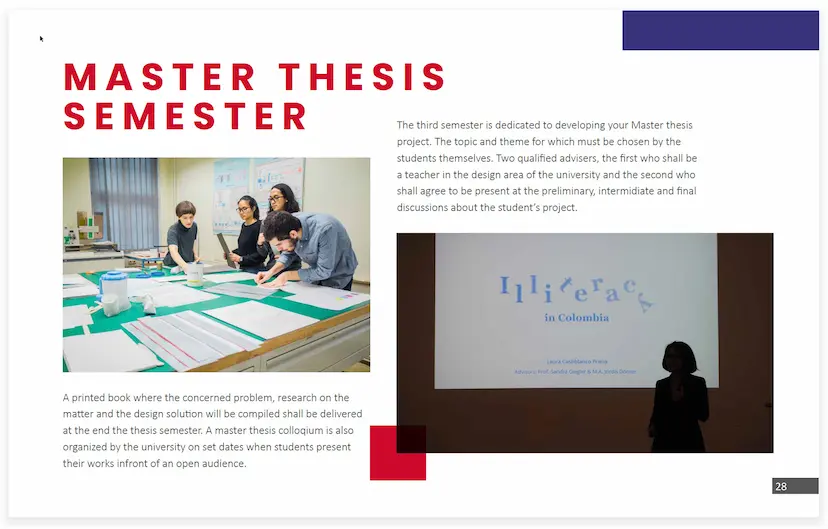 MASTER THESIS
SEMESTER
The third semester is dedicated to developing your Master thesis
project. The topic and theme for which must be chosen by the
students themselves. Two qualified advisers, the first who shall be
a teacher in the design area of the university and the second who
shall agree to be present at the preliminary, intermidiate and final
discussions about the student's project.
Illiteracy
in Colombia
A printed book where the concerned problem, research on the
matter and the design solution will be compiled shall be delivered
at the end the thesis semester. A master thesis colloqium is also
organized by the university on set dates when students present
their works infront of an open audience.
28